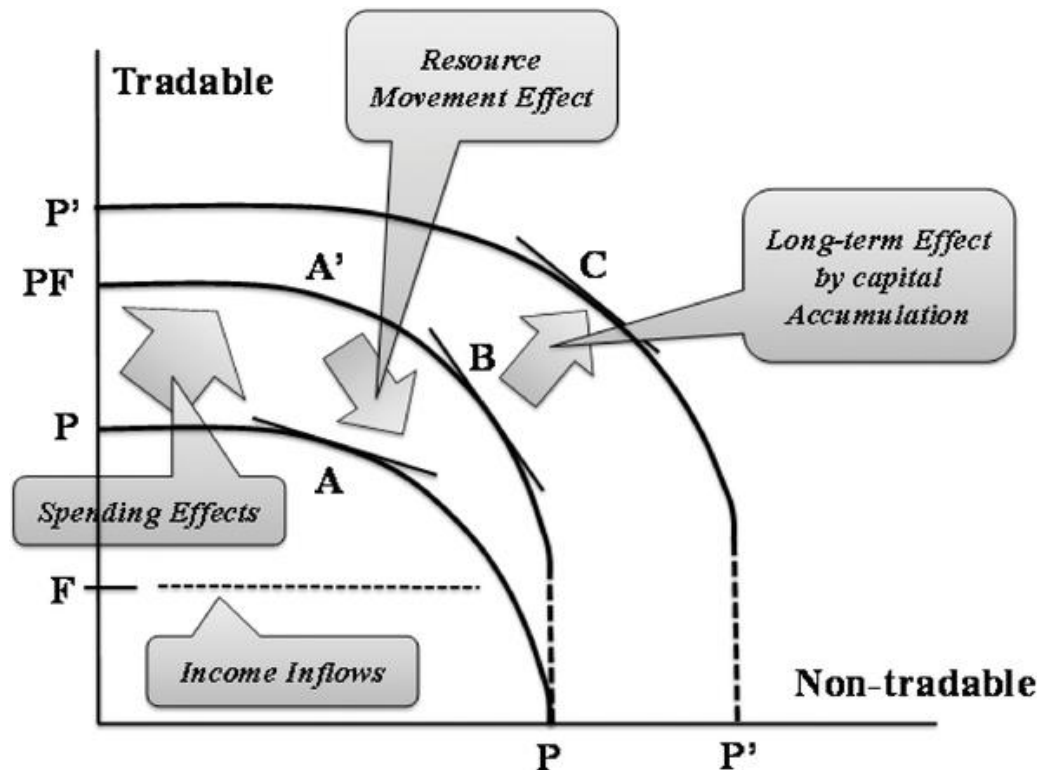 Resource
Movement Effect
Tradable
P'
Long-term Effect
by capital
Accumulation
C
A'
PF
B
P
A
Spending Effects
F
Income Inflows
Non-tradable
P
P'